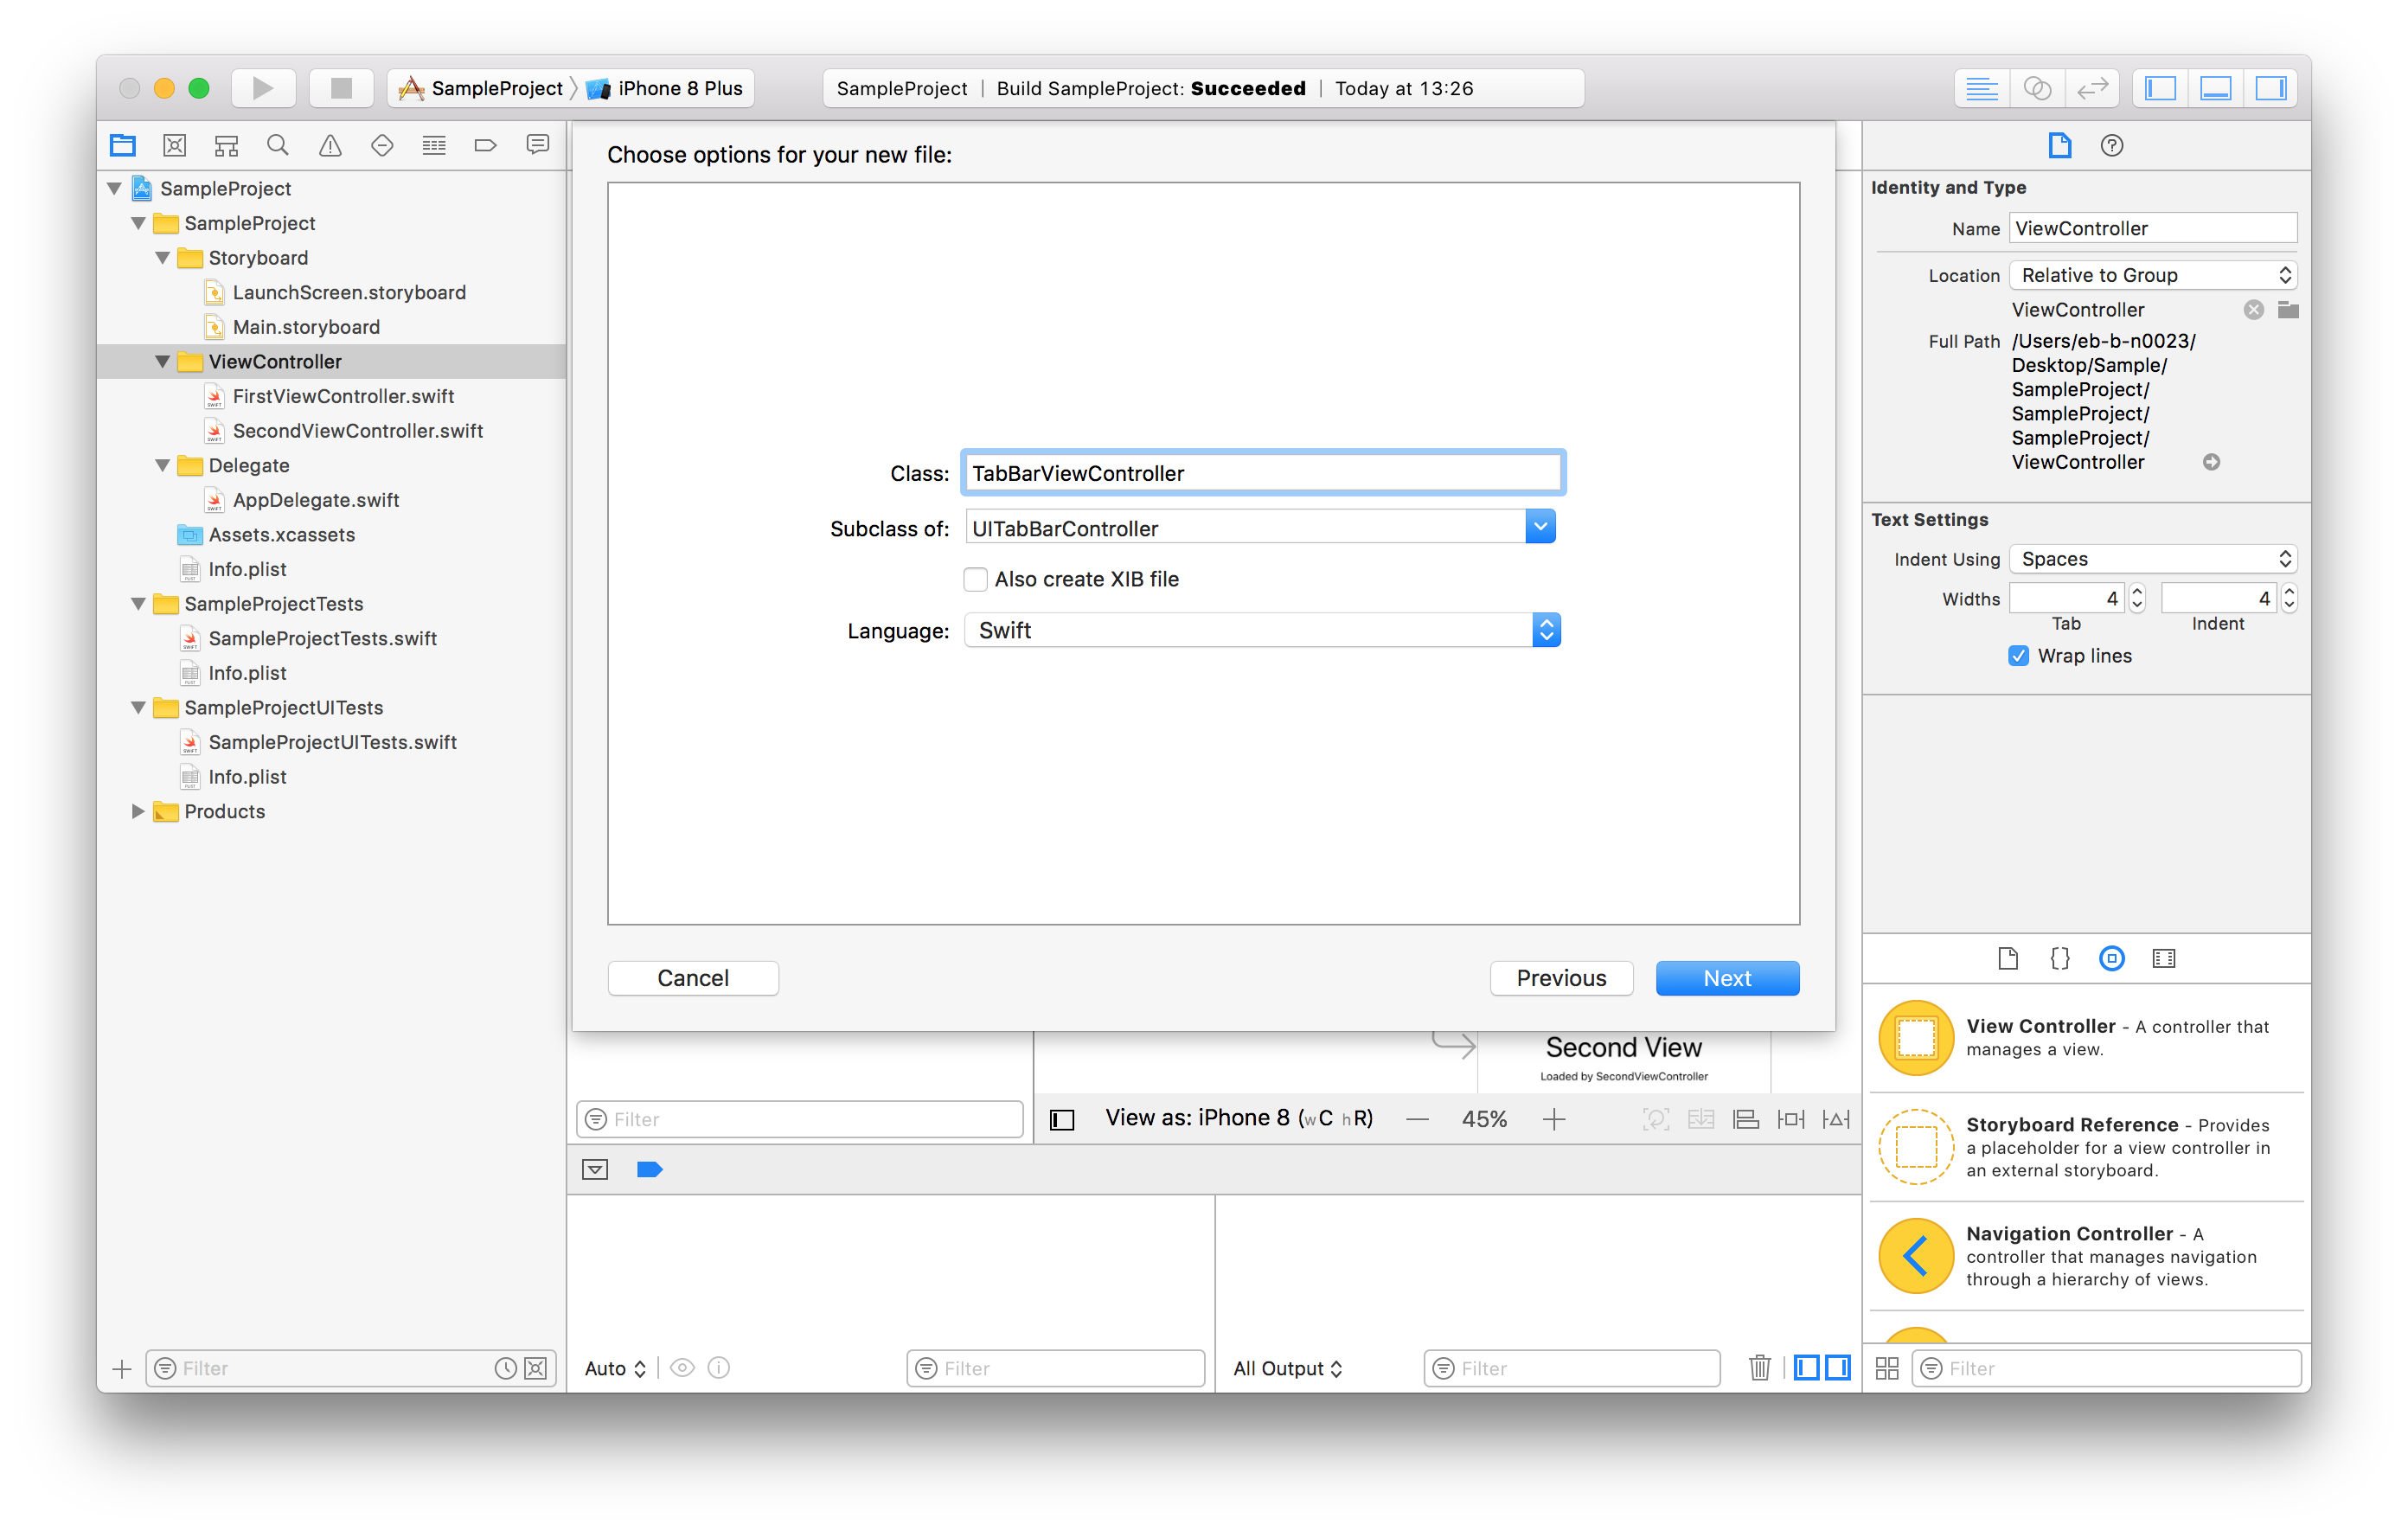 SampleProject 〉 iPhone 8 Plus
SampleProject | Build SampleProject: Succeeded | Today at 13:26
SampleProject
SampleProject
Storyboard
LaunchScreen.storyboard
Main.storyboard
ViewController
FirstViewController.swift
SecondViewController.swift
Delegate
AppDelegate.swift
Assets.xcassets
Info.plist
SampleProjectTests
SampleProjectTests.swift
Info.plist
SampleProjectUITests
SampleProjectUITests.swift
Info.plist
Products
Filter
Choose options for your new file:
Class: TabBarViewController
Subclass of: UITabBarController
Also create XIB file
Language: Swift
Cancel
Previous
Next
Second View
Loaded by SecondViewController
Filter
View as: iPhone 8 (wC hR)
— 45% +
Auto
Filter
All Output
Filter
Identity and Type
Name ViewController
Location Relative to Group
ViewController
Full Path /Users/eb-b-n0023/
Desktop/Sample/
SampleProject/
SampleProject/
SampleProject/
ViewController
Text Settings
Indent Using Spaces
Widths 4 4
Tab Indent
Wrap lines
{}
View Controller - A controller that
manages a view.
Storyboard Reference - Provides
a placeholder for a view controller in
an external storyboard.
Navigation Controller - A
controller that manages navigation
through a hierarchy of views.
Filter